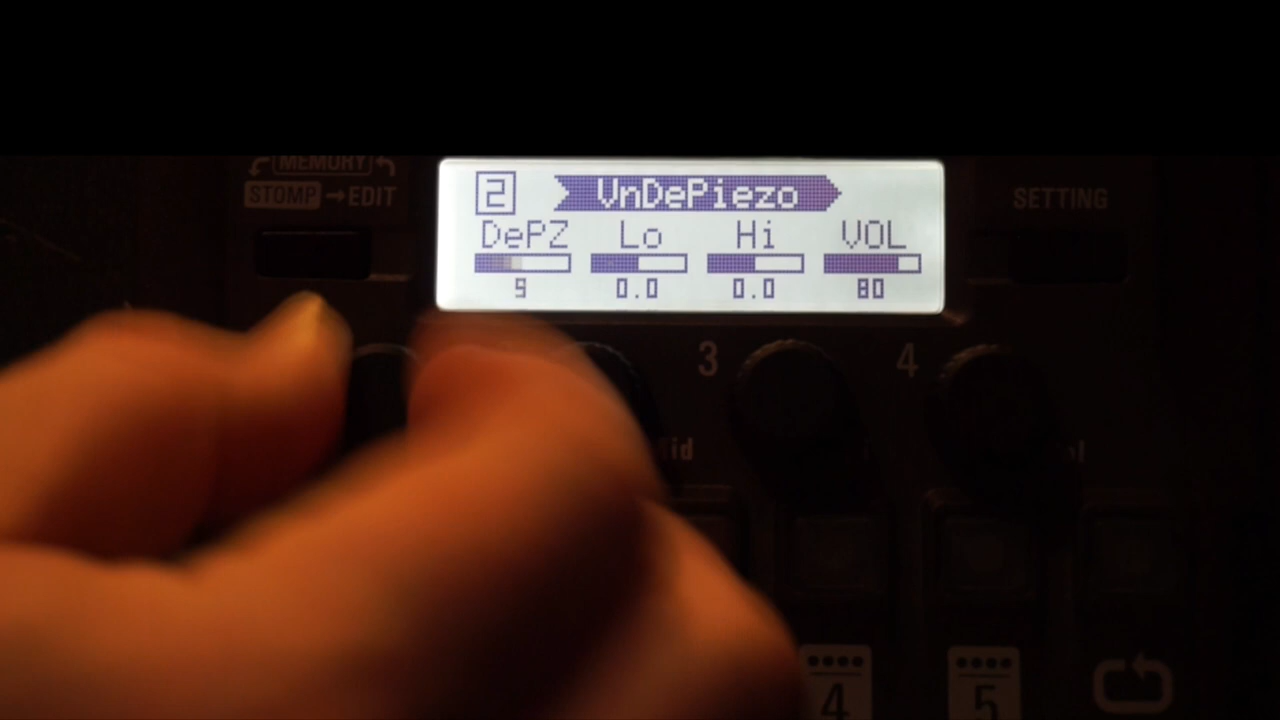 MEMORY
STOMP →EDIT
SETTING
2 VnDePiezo
DePZ Lo Hi VOL
9 0.0 0.0 80
3 4
4 5